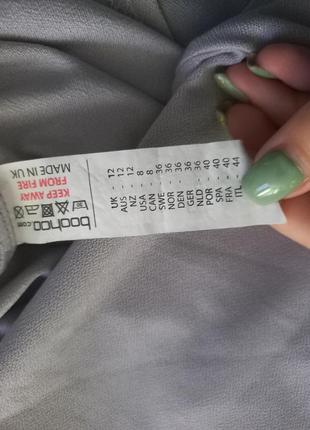 boohoo.com
KEEP AWAY
FROM FIRE
MADE IN UK
UK - 12
AUS - 12
NZ - 12
USA - 8
CAN - 8
SWE - 36
NOR - 36
DEN - 36
GER - 36
NLD - 36
POR - 40
SPA - 40
FRA - 40
ITL - 44